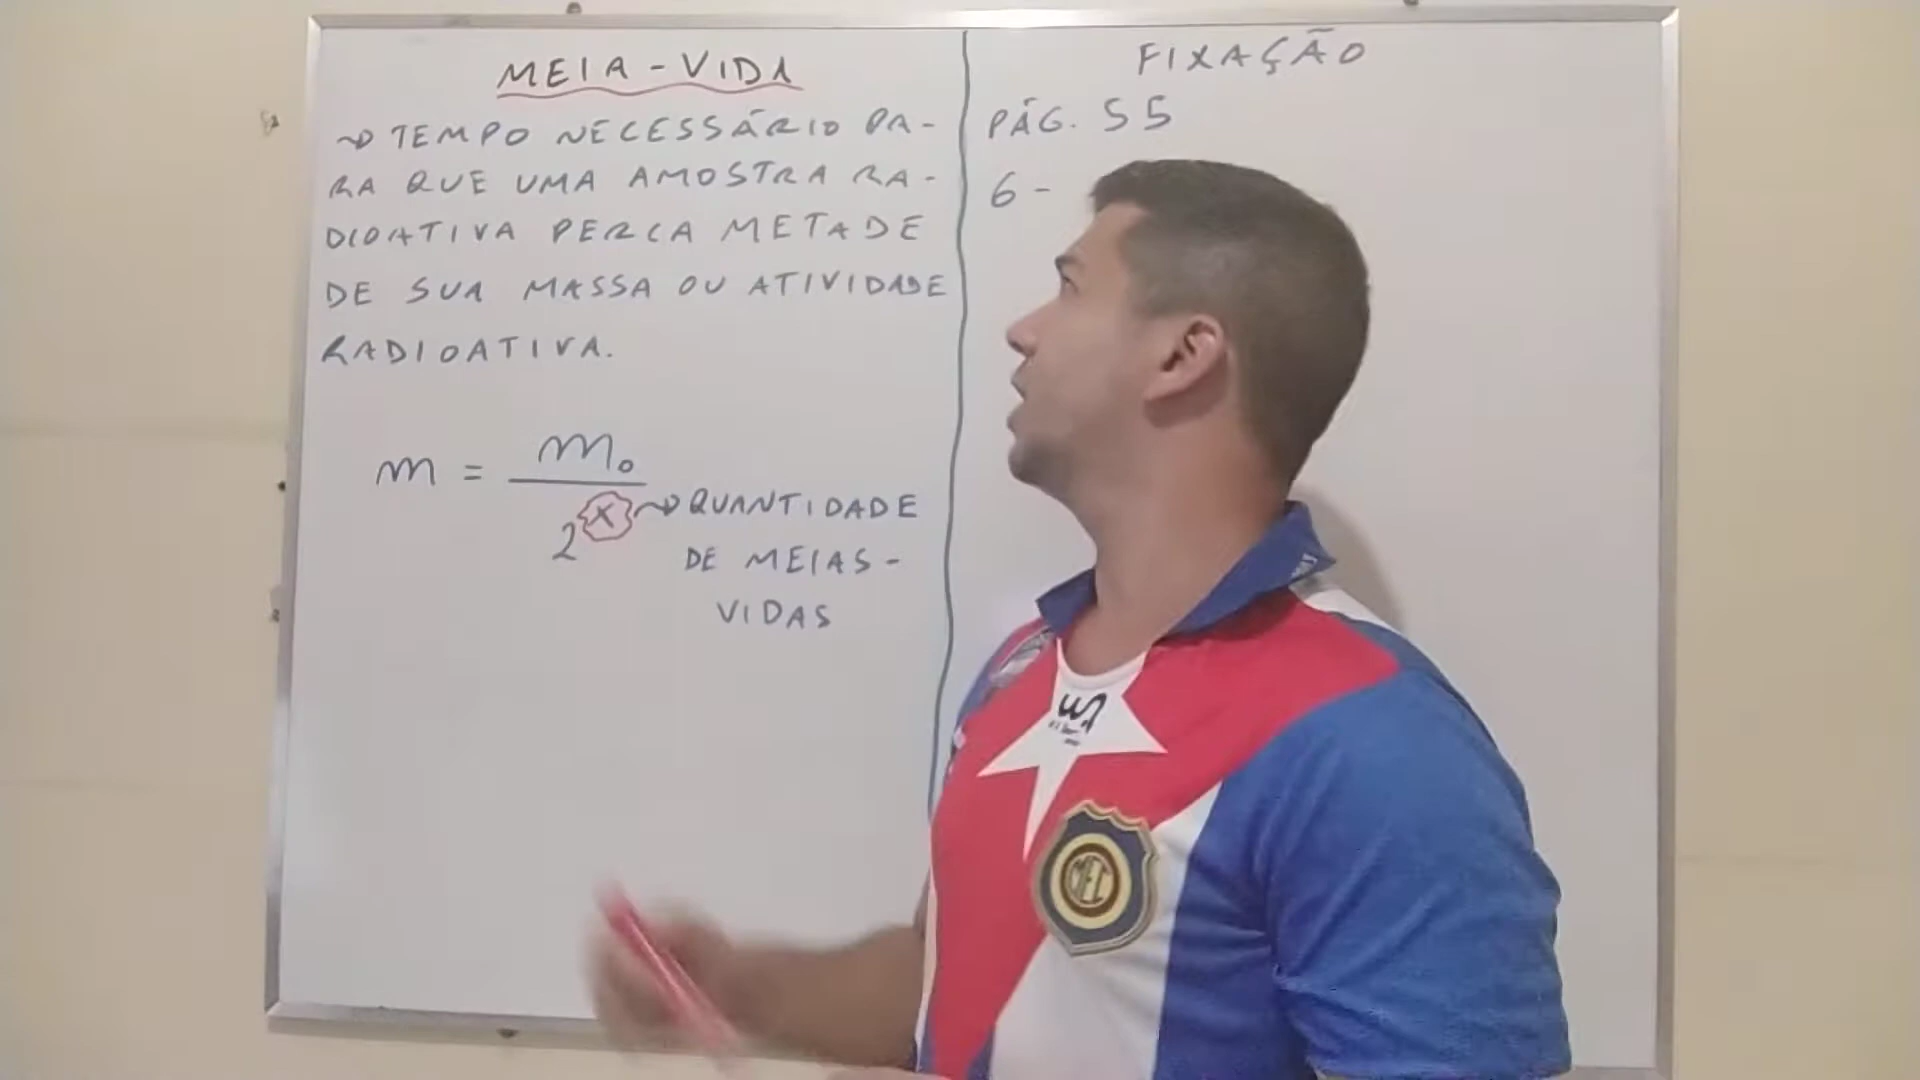 MEIA-VIDA
~> TEMPO NECESSÁRIO PA-
RA QUE UMA AMOSTRA RA-
DIOATIVA PERCA METADE
DE SUA MASSA OU ATIVIDADE
RADIOATIVA.
m = m₀ / 2^x ~> QUANTIDADE
DE MEIAS-
VIDAS
FIXAÇÃO
PÁG. 55
6 -
MEC